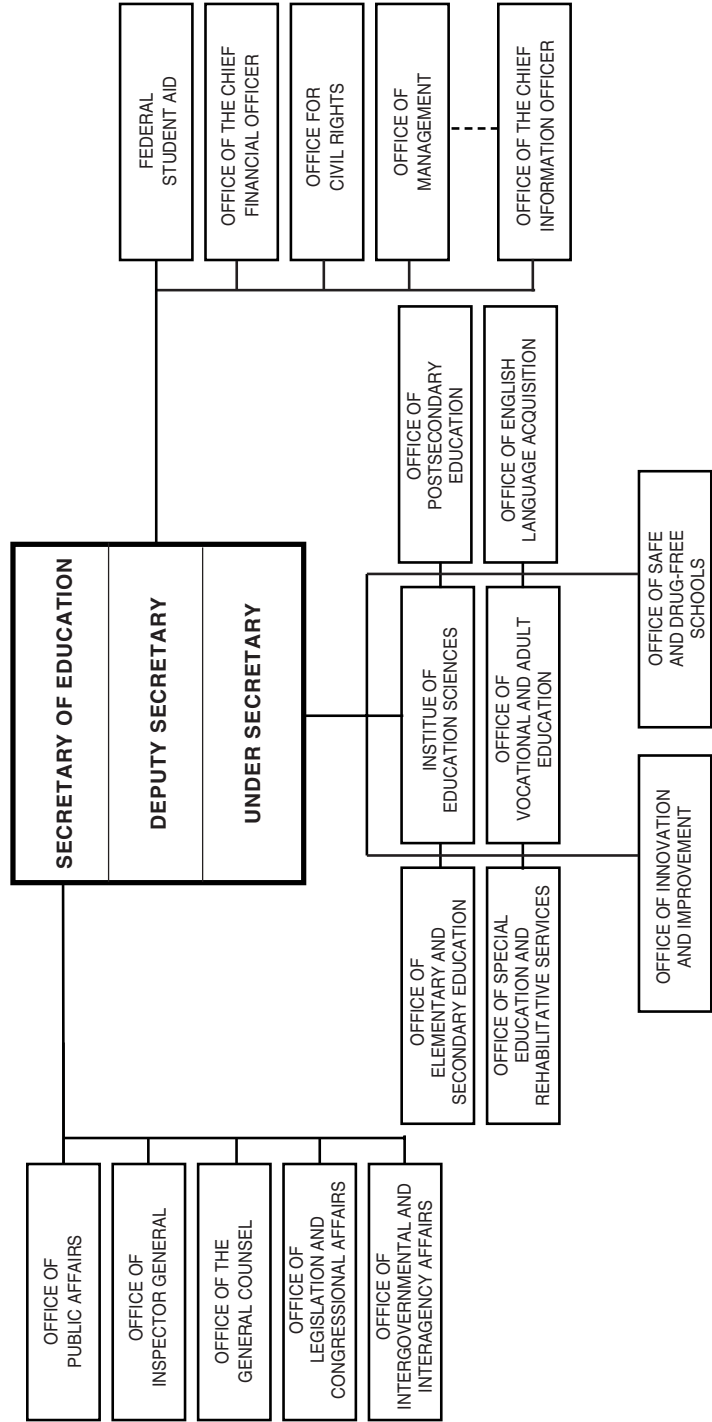 SECRETARY OF EDUCATION
DEPUTY SECRETARY
UNDER SECRETARY
OFFICE OF
PUBLIC AFFAIRS
OFFICE OF
INSPECTOR GENERAL
OFFICE OF THE
GENERAL COUNSEL
OFFICE OF
LEGISLATION AND
CONGRESSIONAL AFFAIRS
OFFICE OF
INTERGOVERNMENTAL AND
INTERAGENCY AFFAIRS
FEDERAL
STUDENT AID
OFFICE OF THE CHIEF
FINANCIAL OFFICER
OFFICE FOR
CIVIL RIGHTS
OFFICE OF
MANAGEMENT
OFFICE OF THE CHIEF
INFORMATION OFFICER
OFFICE OF
ELEMENTARY AND
SECONDARY EDUCATION
INSTITUE OF
EDUCATION SCIENCES
OFFICE OF
POSTSECONDARY
EDUCATION
OFFICE OF SPECIAL
EDUCATION AND
REHABILITATIVE SERVICES
OFFICE OF
VOCATIONAL AND ADULT
EDUCATION
OFFICE OF ENGLISH
LANGUAGE ACQUISITION
OFFICE OF INNOVATION
AND IMPROVEMENT
OFFICE OF SAFE
AND DRUG-FREE
SCHOOLS